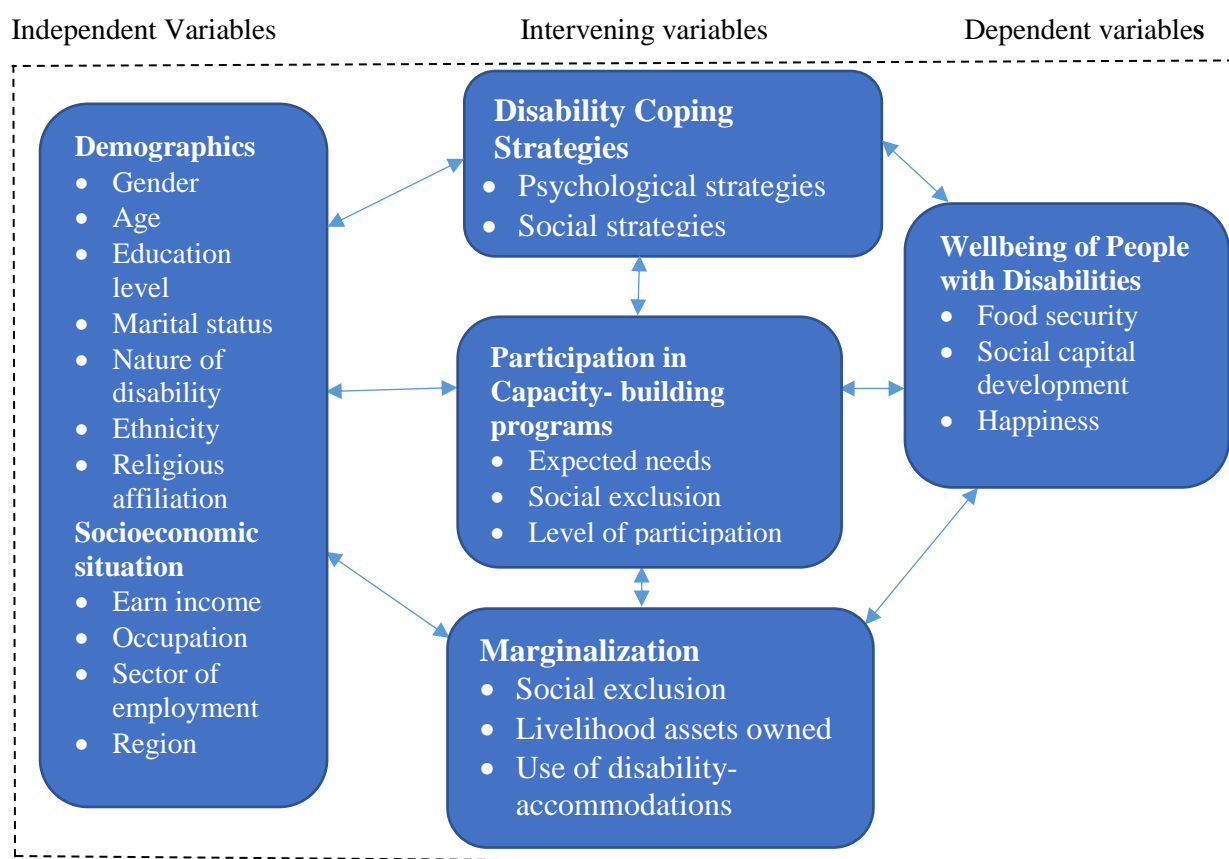 Independent Variables
Intervening variables
Dependent variables
Demographics
• Gender
• Age
• Education
level
• Marital status
• Nature of
disability
• Ethnicity
• Religious
affiliation
Socioeconomic
situation
• Earn income
• Occupation
• Sector of
employment
• Region
Disability Coping
Strategies
• Psychological strategies
• Social strategies
Participation in
Capacity- building
programs
• Expected needs
• Social exclusion
• Level of participation
Marginalization
• Social exclusion
• Livelihood assets owned
• Use of disability-
accommodations
Wellbeing of People
with Disabilities
• Food security
• Social capital
development
• Happiness